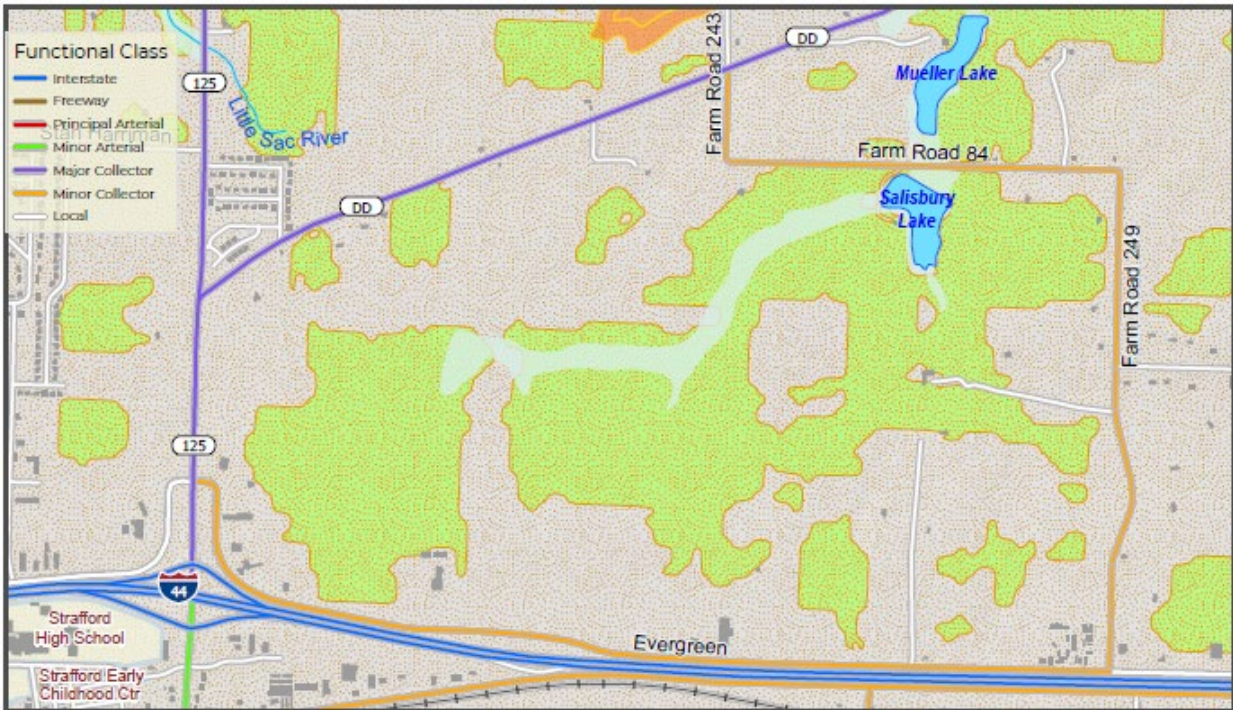 Functional Class
Interstate
Freeway
Principal Arterial
Minor Arterial
Major Collector
Minor Collector
Local
125
Little Sac River
DD
Farm Road 243
DD
Mueller Lake
Farm Road 84
Salisbury
Lake
Farm Road 249
125
44
Strafford
High School
Evergreen
Strafford Early
Childhood Ctr